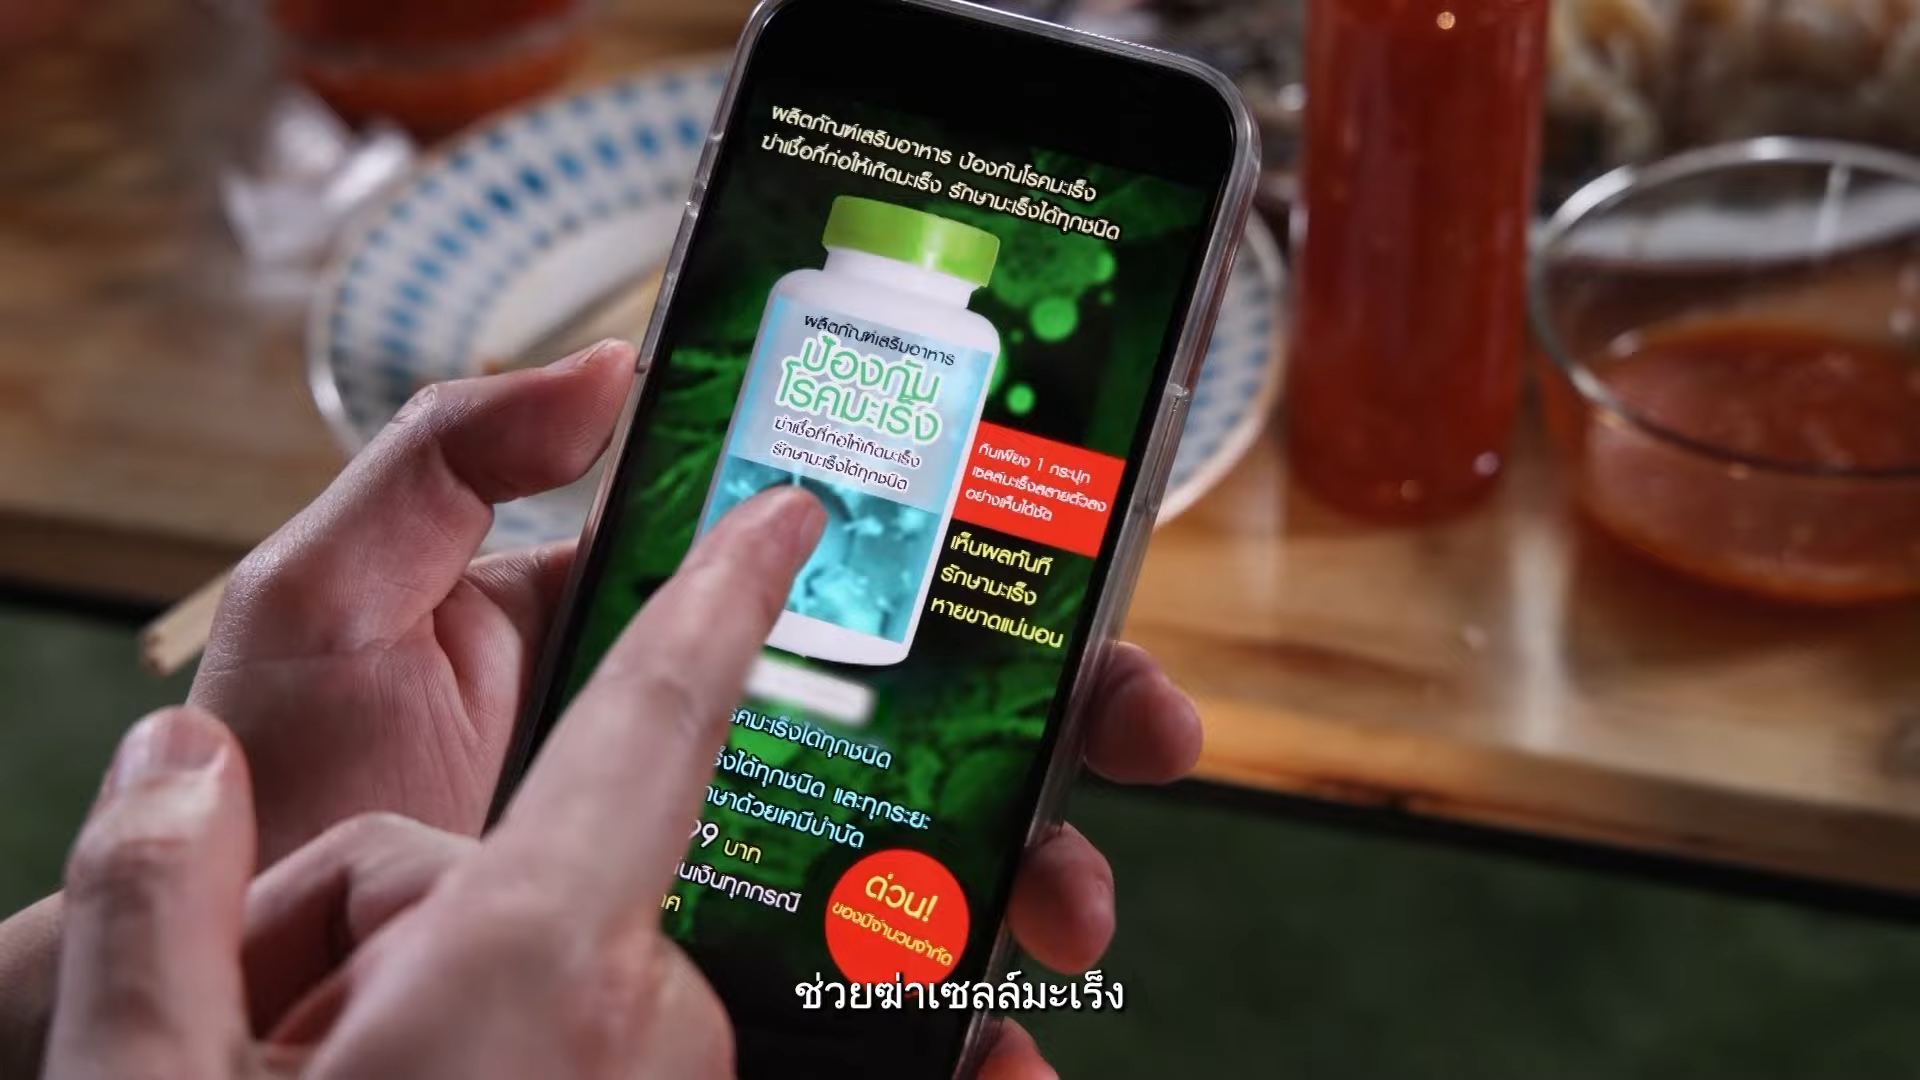 ผลิตภัณฑ์เสริมอาหาร ป้องกันโรคมะเร็ง
ฆ่าเชื้อที่ก่อให้เกิดมะเร็ง รักษามะเร็งได้ทุกชนิด
ผลิตภัณฑ์เสริมอาหาร
ป้องกัน
โรคมะเร็ง
ฆ่าเชื้อที่ก่อให้เกิดมะเร็ง
รักษามะเร็งได้ทุกชนิด
กินเพียง 1 กระปุก
เซลล์มะเร็งสลายตัวลง
อย่างเห็นได้ชัด
เห็นผลทันที
รักษามะเร็ง
หายขาดแน่นอน
รคมะเร็งได้ทุกชนิด
ร็งได้ทุกชนิด และทุกระยะ
กษาด้วยเคมีบำบัด
99 บาท
นเงินทุกกรณี
ด่วน!
ของมีจำนวนจำกัด
ช่วยฆ่าเซลล์มะเร็ง